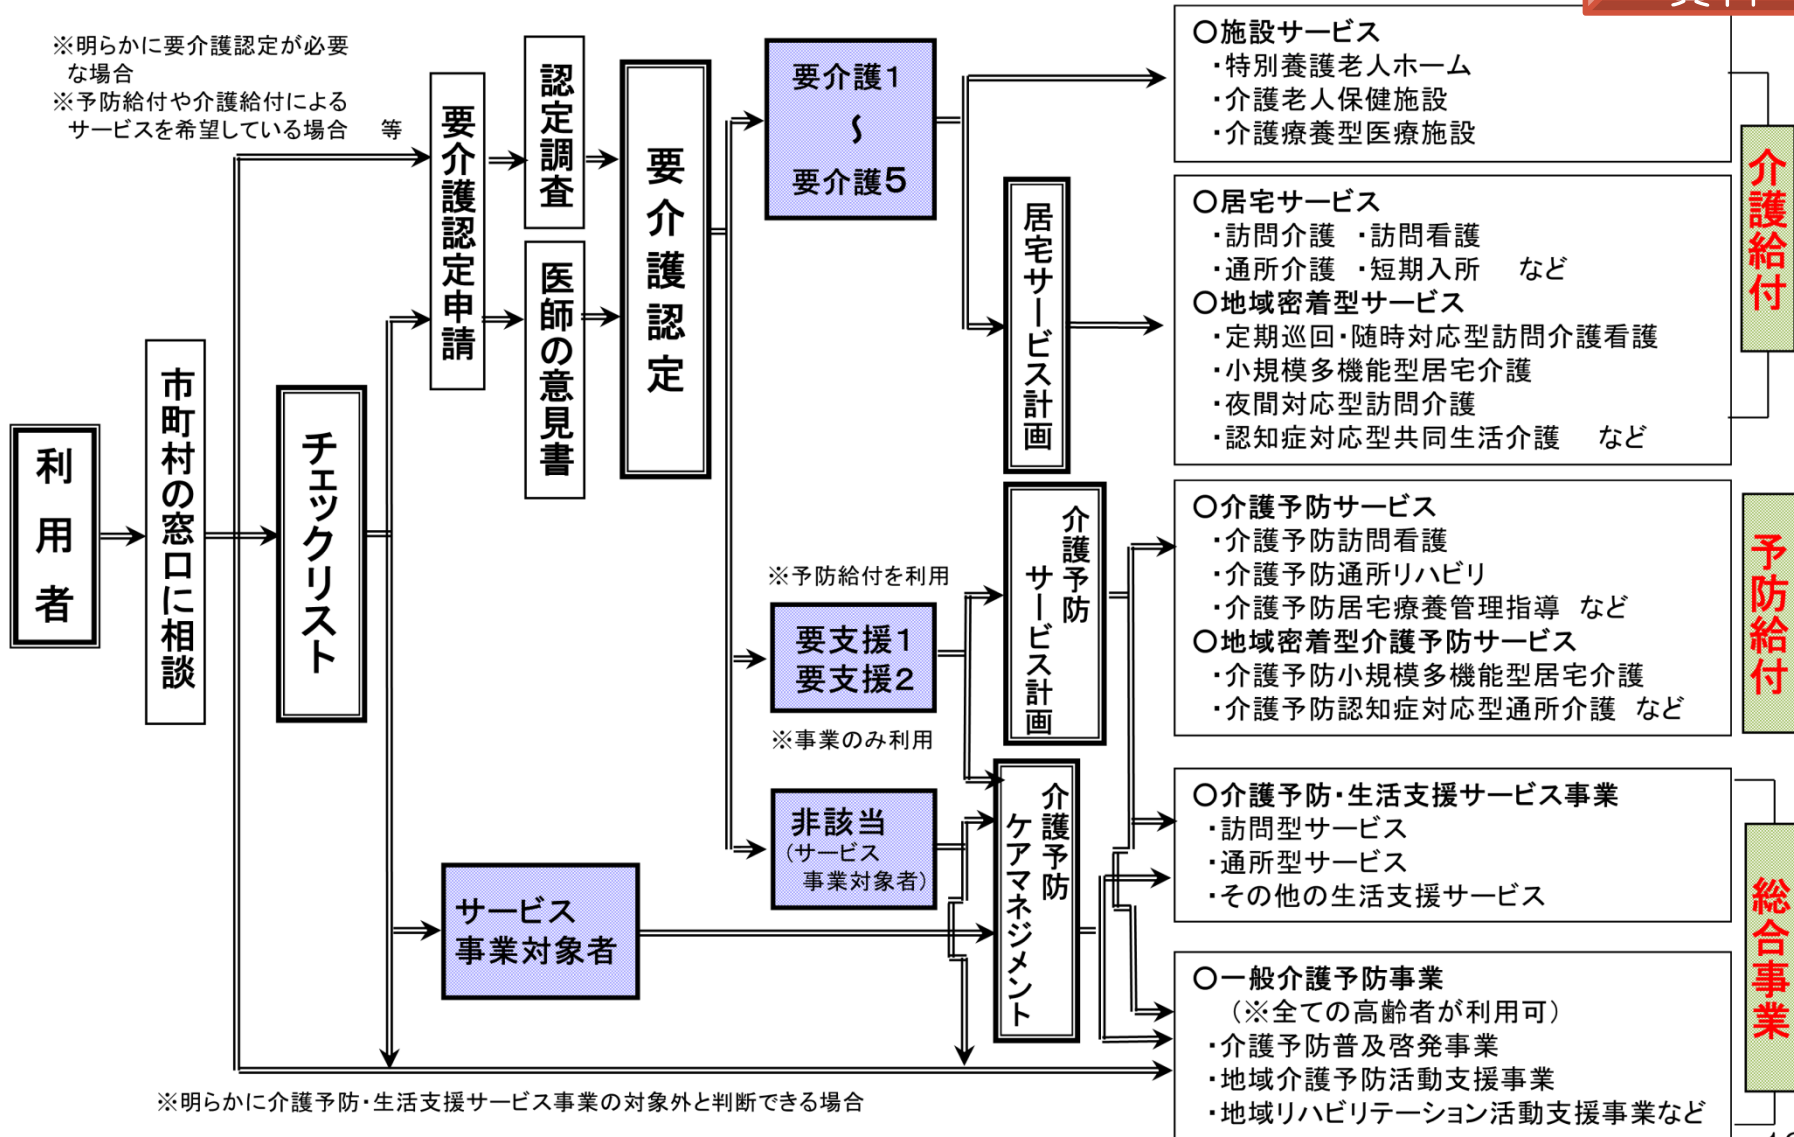 ※明らかに要介護認定が必要
な場合
※予防給付や介護給付による
サービスを希望している場合　等
利用者
市町村の窓口に相談
チェックリスト
要介護認定申請
認定調査
医師の意見書
要介護認定
要介護1
〜
要介護5
※予防給付を利用
要支援1
要支援2
※事業のみ利用
非該当
(サービス
事業対象者)
サービス
事業対象者
居宅サービス計画
介護予防
サービス計画
介護予防
ケアマネジメント
○施設サービス
・特別養護老人ホーム
・介護老人保健施設
・介護療養型医療施設
○居宅サービス
・訪問介護　・訪問看護
・通所介護　・短期入所　など
○地域密着型サービス
・定期巡回・随時対応型訪問介護看護
・小規模多機能型居宅介護
・夜間対応型訪問介護
・認知症対応型共同生活介護　など
介護給付
○介護予防サービス
・介護予防訪問看護
・介護予防通所リハビリ
・介護予防居宅療養管理指導　など
○地域密着型介護予防サービス
・介護予防小規模多機能型居宅介護
・介護予防認知症対応型通所介護　など
予防給付
○介護予防・生活支援サービス事業
・訪問型サービス
・通所型サービス
・その他の生活支援サービス
○一般介護予防事業
(※全ての高齢者が利用可)
・介護予防普及啓発事業
・地域介護予防活動支援事業
・地域リハビリテーション活動支援事業など
総合事業
※明らかに介護予防・生活支援サービス事業の対象外と判断できる場合